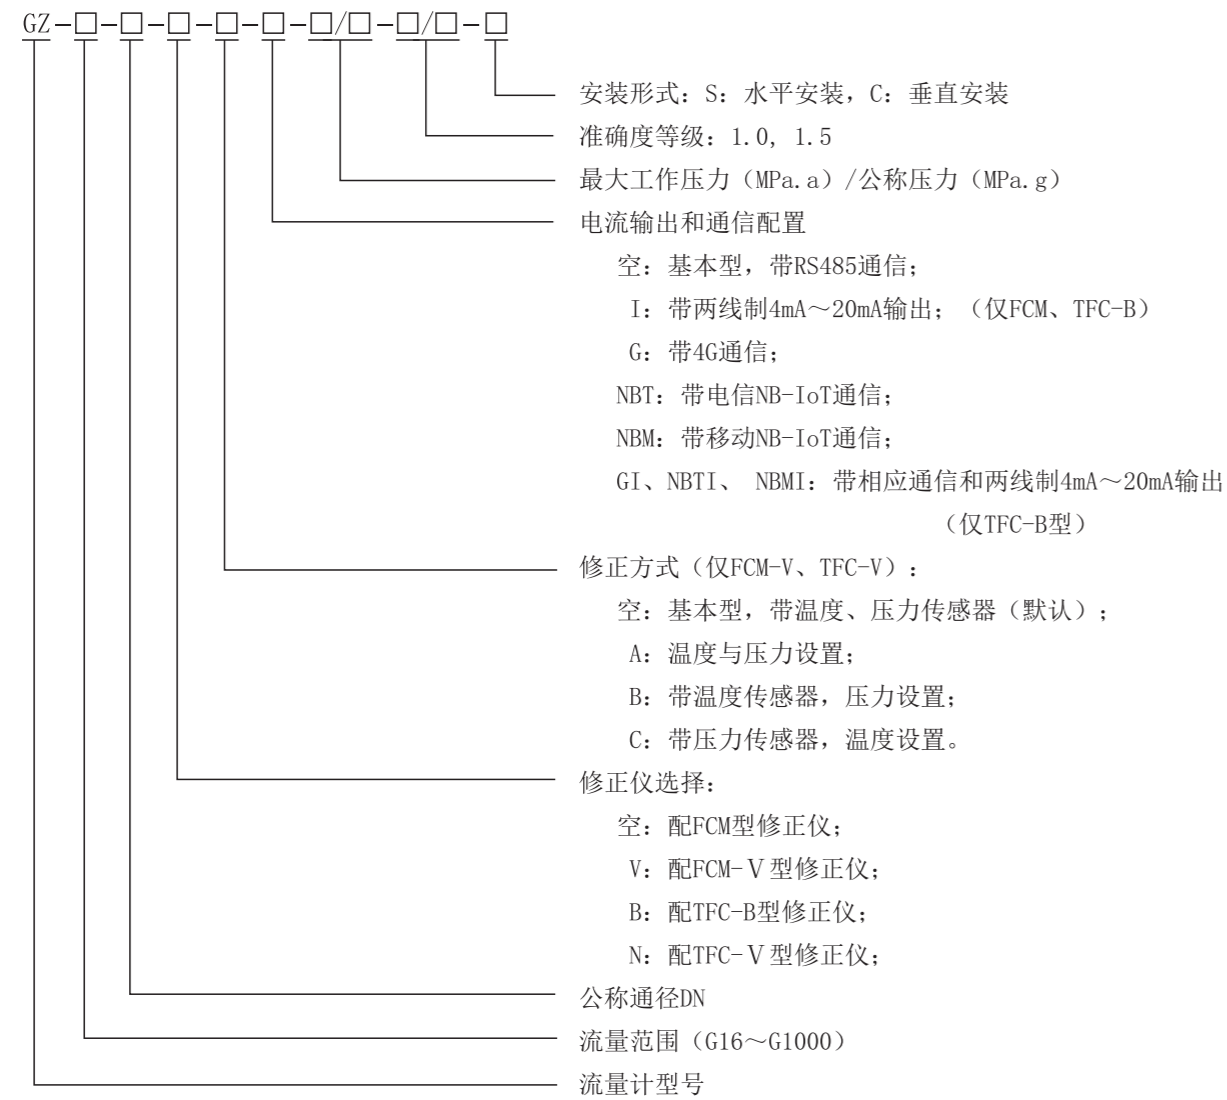 GZ-□-□-□-□-□-□/□-□/□-□
安装形式：S：水平安装，C：垂直安装
准确度等级：1.0, 1.5
最大工作压力（MPa.a）/公称压力（MPa.g）
电流输出和通信配置
空：基本型，带RS485通信；
I：带两线制4mA～20mA输出；（仅FCM、TFC-B）
G：带4G通信；
NBT：带电信NB-IoT通信；
NBM：带移动NB-IoT通信；
GI、NBTI、 NBMI：带相应通信和两线制4mA～20mA输出
（仅TFC-B型）
修正方式（仅FCM-V、TFC-V）：
空：基本型，带温度、压力传感器（默认）；
A：温度与压力设置；
B：带温度传感器，压力设置；
C：带压力传感器，温度设置。
修正仪选择：
空：配FCM型修正仪；
V：配FCM-Ⅴ型修正仪；
B：配TFC-B型修正仪；
N：配TFC-Ⅴ型修正仪；
公称通径DN
流量范围（G16～G1000）
流量计型号